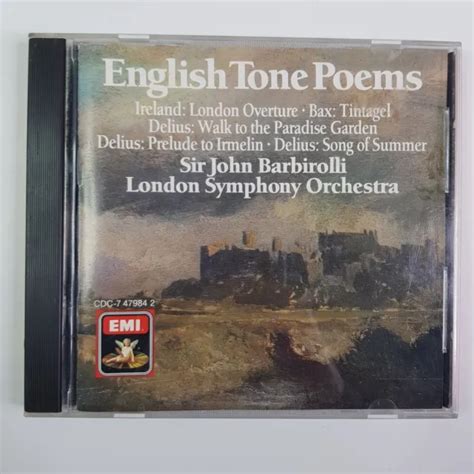 English Tone Poems
Ireland: London Overture · Bax: Tintagel
Delius: Walk to the Paradise Garden
Delius: Prelude to Irmelin · Delius: Song of Summer
Sir John Barbirolli
London Symphony Orchestra
CDC-7 47984 2
EMI